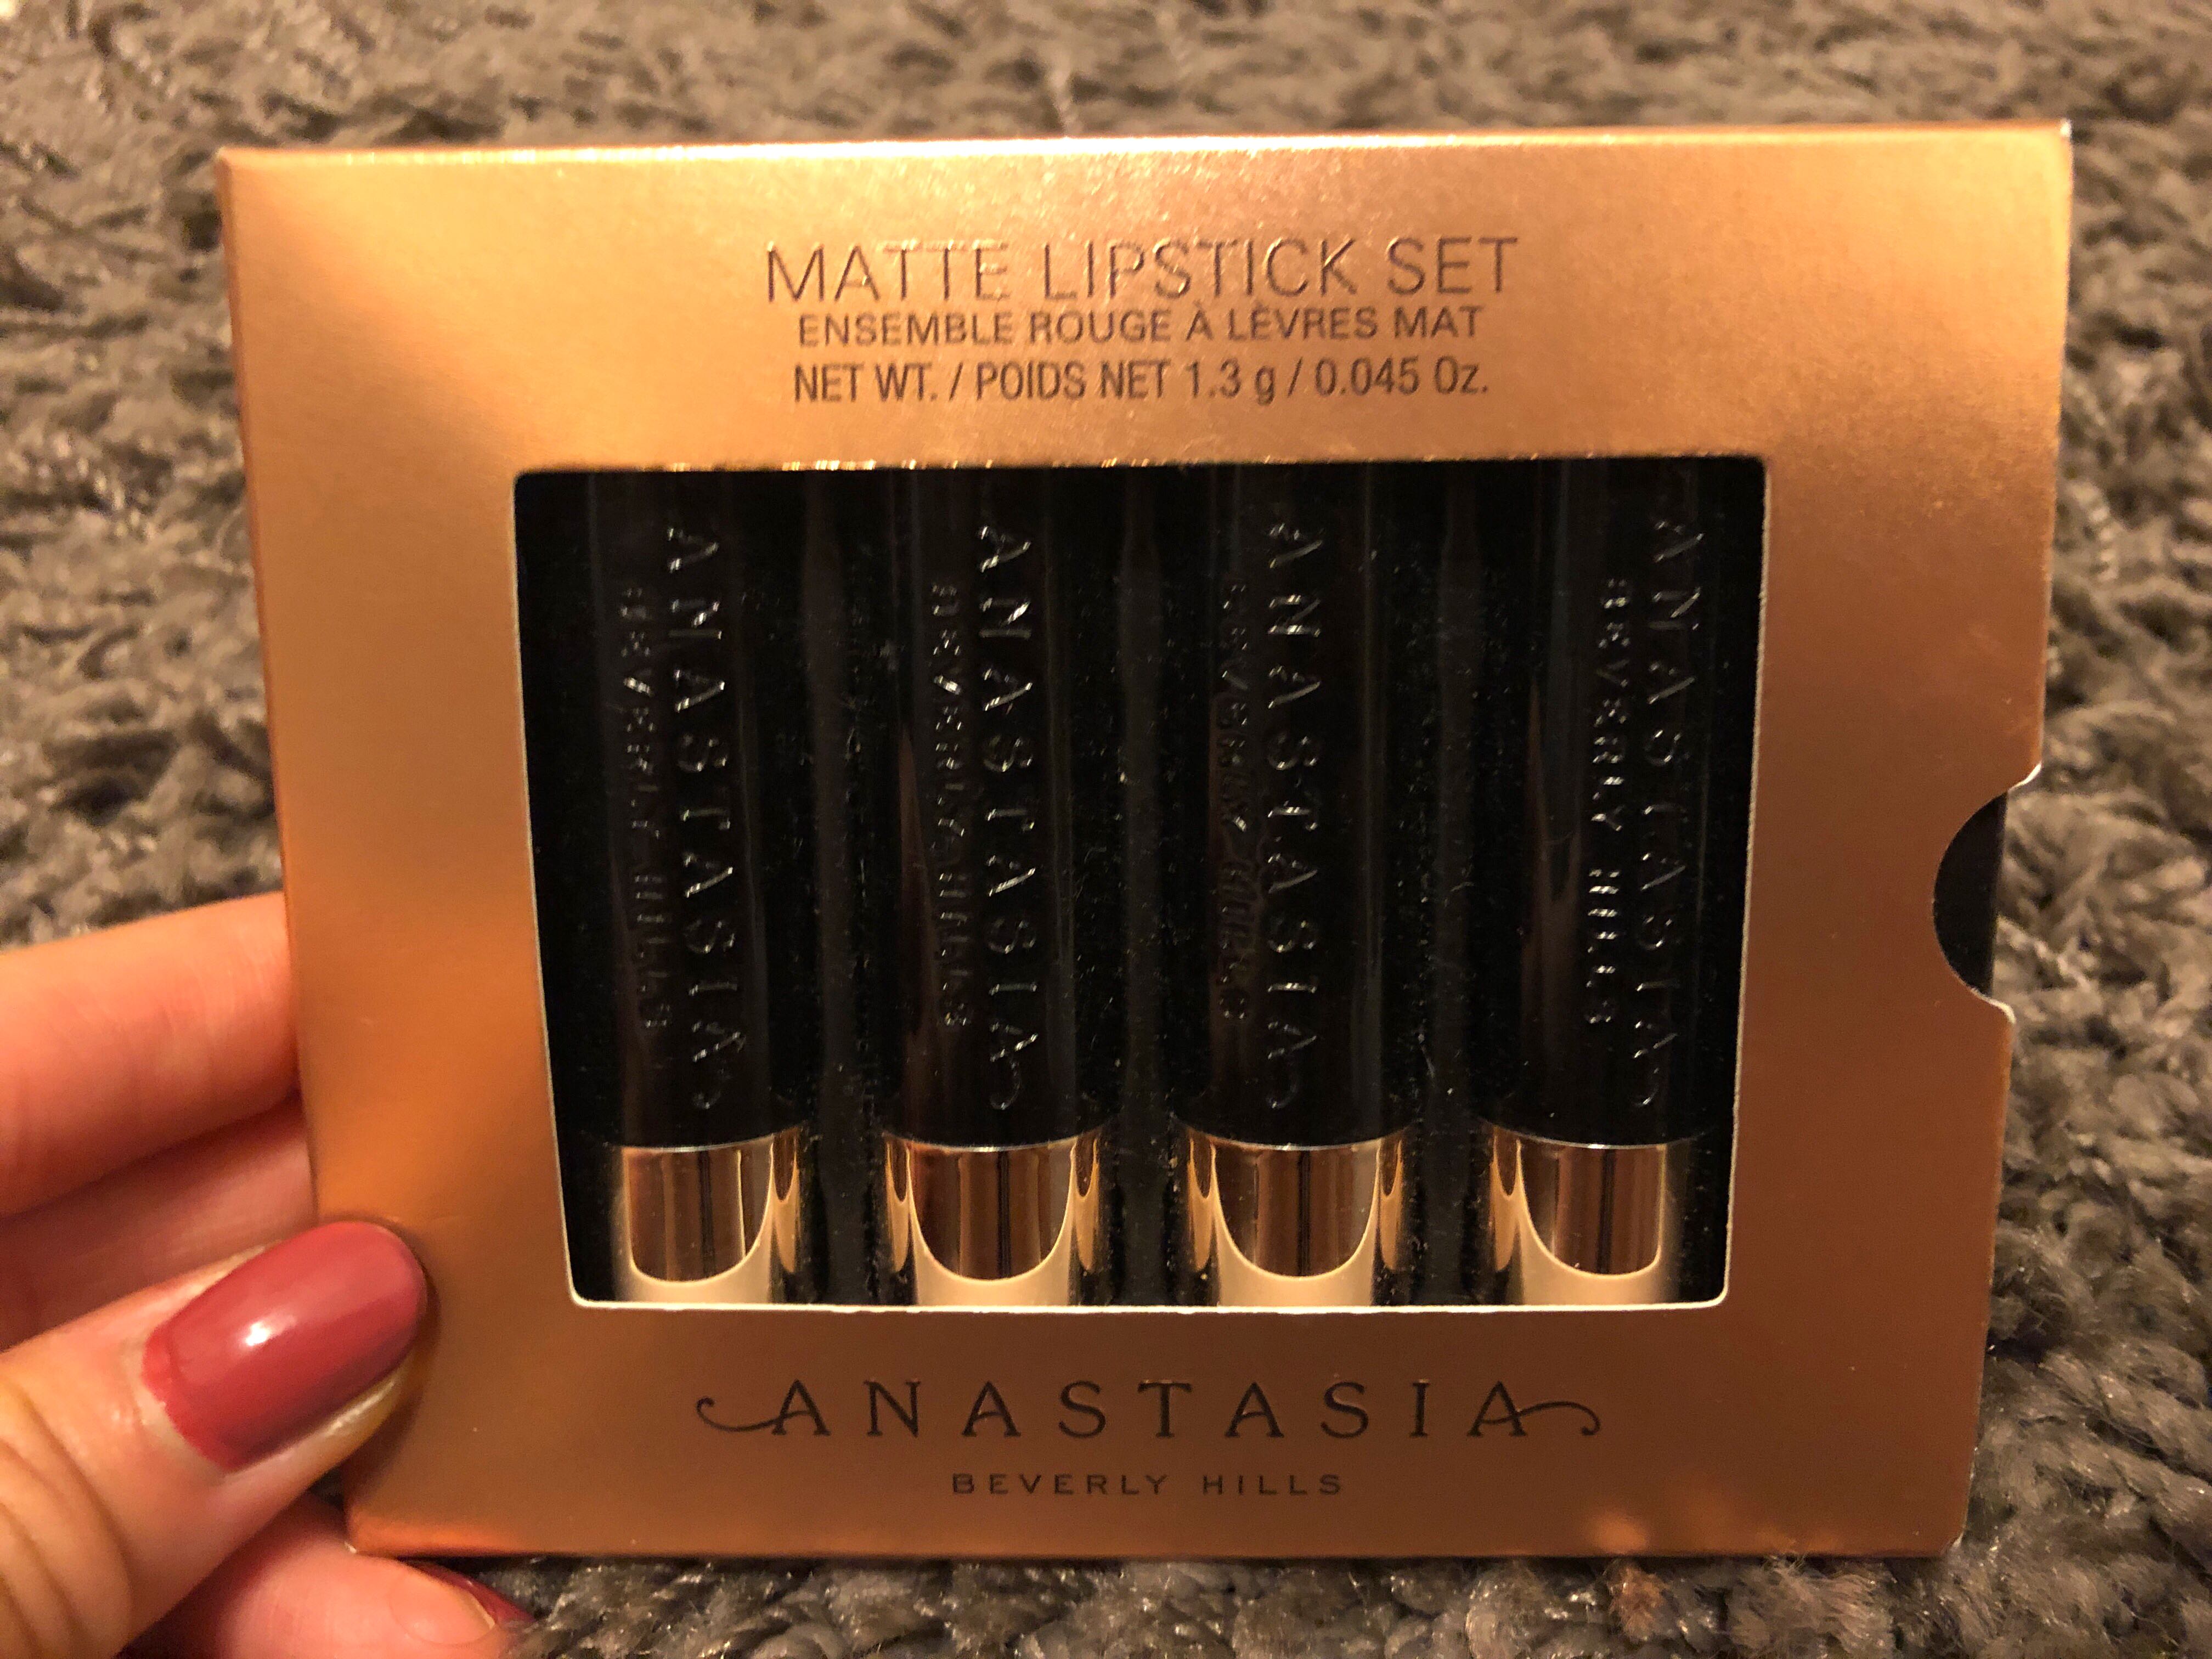 MATTE LIPSTICK SET
ENSEMBLE ROUGE À LÈVRES MAT
NET WT. / POIDS NET 1.3 g / 0.045 Oz.
ANASTASIA
BEVERLY HILLS
ANASTASIA
BEVERLY HILLS
ANASTASIA
BEVERLY HILLS
ANASTASIA
BEVERLY HILLS
ANASTASIA
BEVERLY HILLS